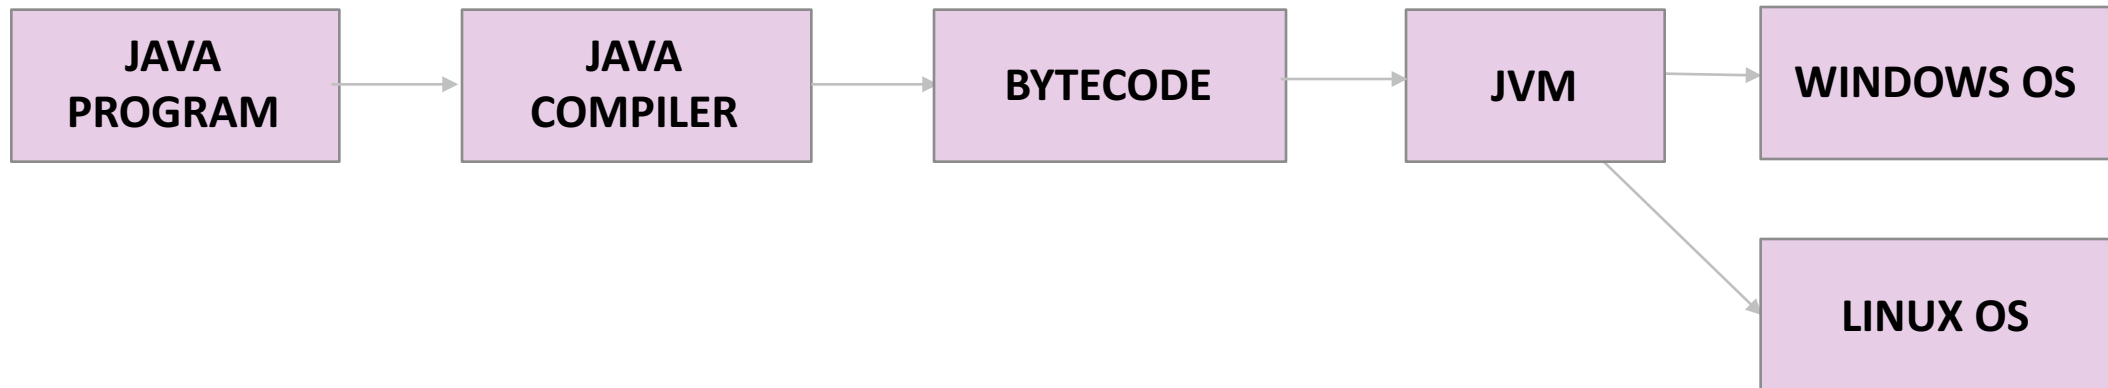 JAVA
PROGRAM
JAVA
COMPILER
BYTECODE
JVM
WINDOWS OS
LINUX OS